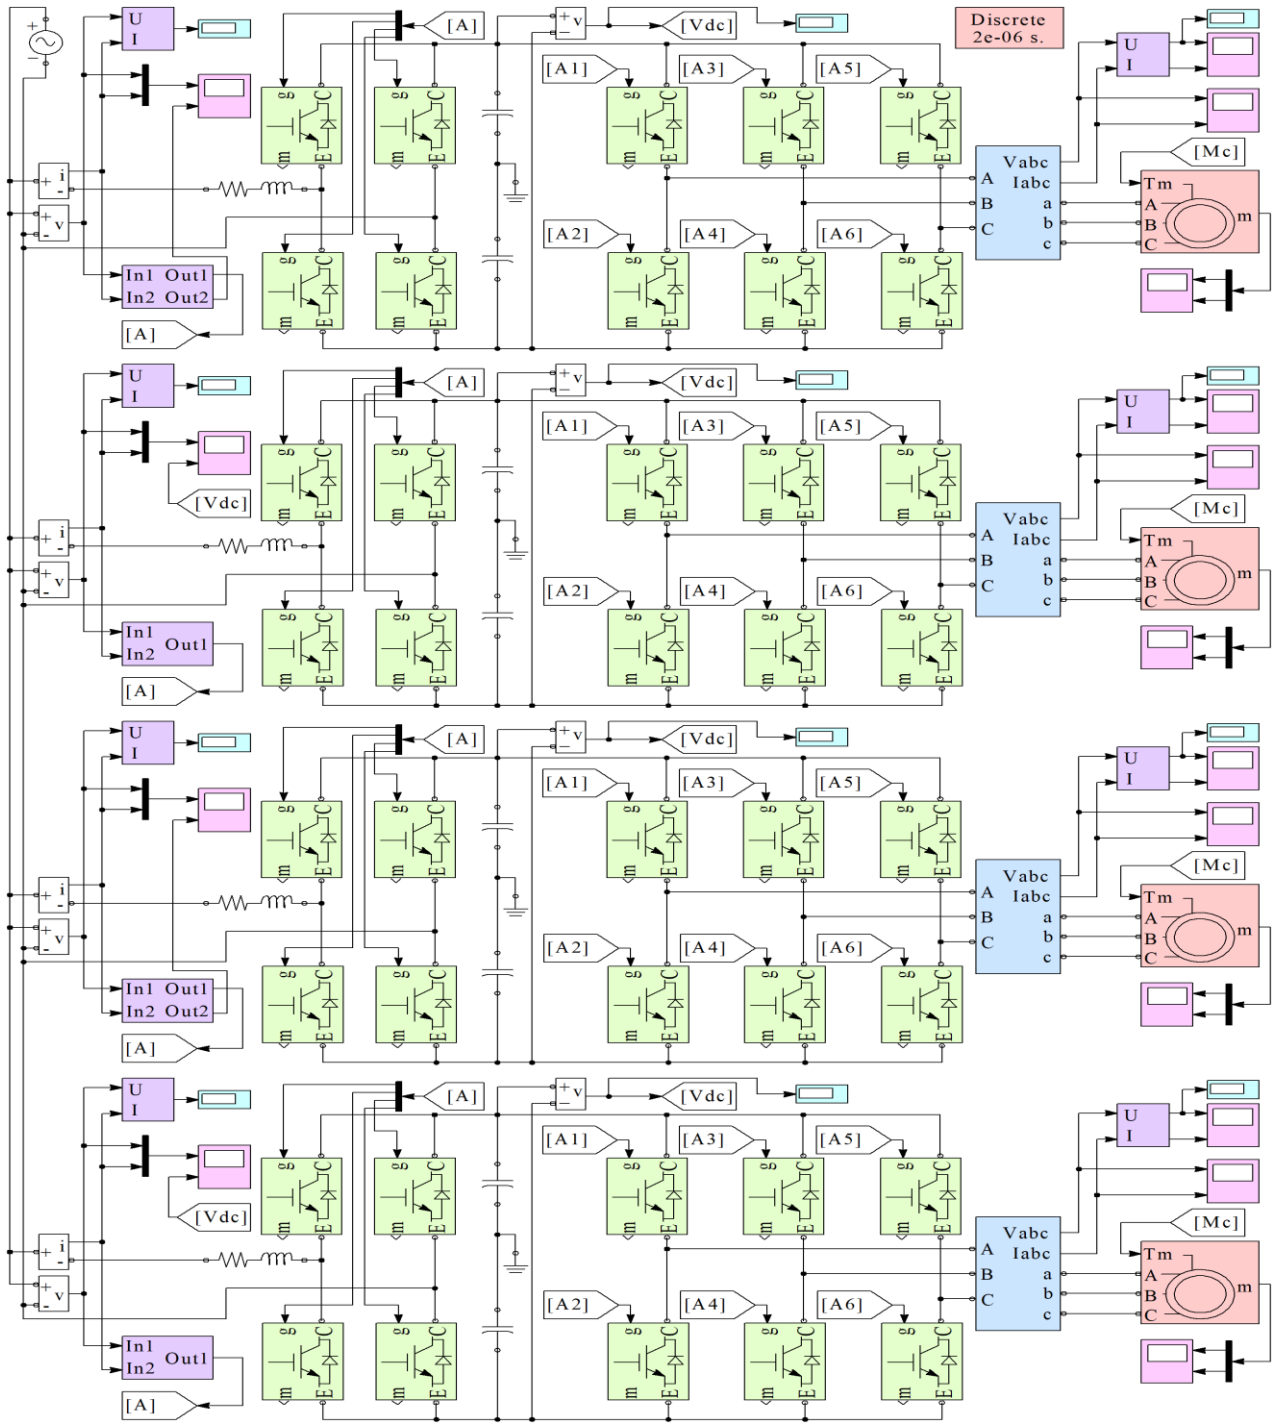 Discrete
2e-06 s.
+
-
U
I
[A]
+
-
v
[Vdc]
U
I
[A1]
[A3]
[A5]
g
C
m
E
g
C
m
E
g
C
m
E
g
C
m
E
g
C
m
E
[Mc]
+
-
i
+
-
v
Vabc
Iabc
A
B
C
a
b
c
Tm
A
B
C
m
[A2]
[A4]
[A6]
In1 Out1
In2 Out2
g
C
m
E
g
C
m
E
g
C
m
E
g
C
m
E
g
C
m
E
[A]
U
I
[A]
+
-
v
[Vdc]
U
I
[A1]
[A3]
[A5]
g
C
m
E
g
C
m
E
g
C
m
E
g
C
m
E
g
C
m
E
[Vdc]
[Mc]
+
-
i
+
-
v
Vabc
Iabc
A
B
C
a
b
c
Tm
A
B
C
m
[A2]
[A4]
[A6]
In1
In2
Out1
g
C
m
E
g
C
m
E
g
C
m
E
g
C
m
E
g
C
m
E
[A]
U
I
[A]
+
-
v
[Vdc]
U
I
[A1]
[A3]
[A5]
g
C
m
E
g
C
m
E
g
C
m
E
g
C
m
E
g
C
m
E
[Mc]
+
-
i
+
-
v
Vabc
Iabc
A
B
C
a
b
c
Tm
A
B
C
m
[A2]
[A4]
[A6]
In1 Out1
In2 Out2
g
C
m
E
g
C
m
E
g
C
m
E
g
C
m
E
g
C
m
E
[A]
U
I
[A]
+
-
v
[Vdc]
U
I
[A1]
[A3]
[A5]
g
C
m
E
g
C
m
E
g
C
m
E
g
C
m
E
g
C
m
E
[Vdc]
[Mc]
+
-
i
+
-
v
Vabc
Iabc
A
B
C
a
b
c
Tm
A
B
C
m
[A2]
[A4]
[A6]
In1
In2
Out1
g
C
m
E
g
C
m
E
g
C
m
E
g
C
m
E
g
C
m
E
[A]